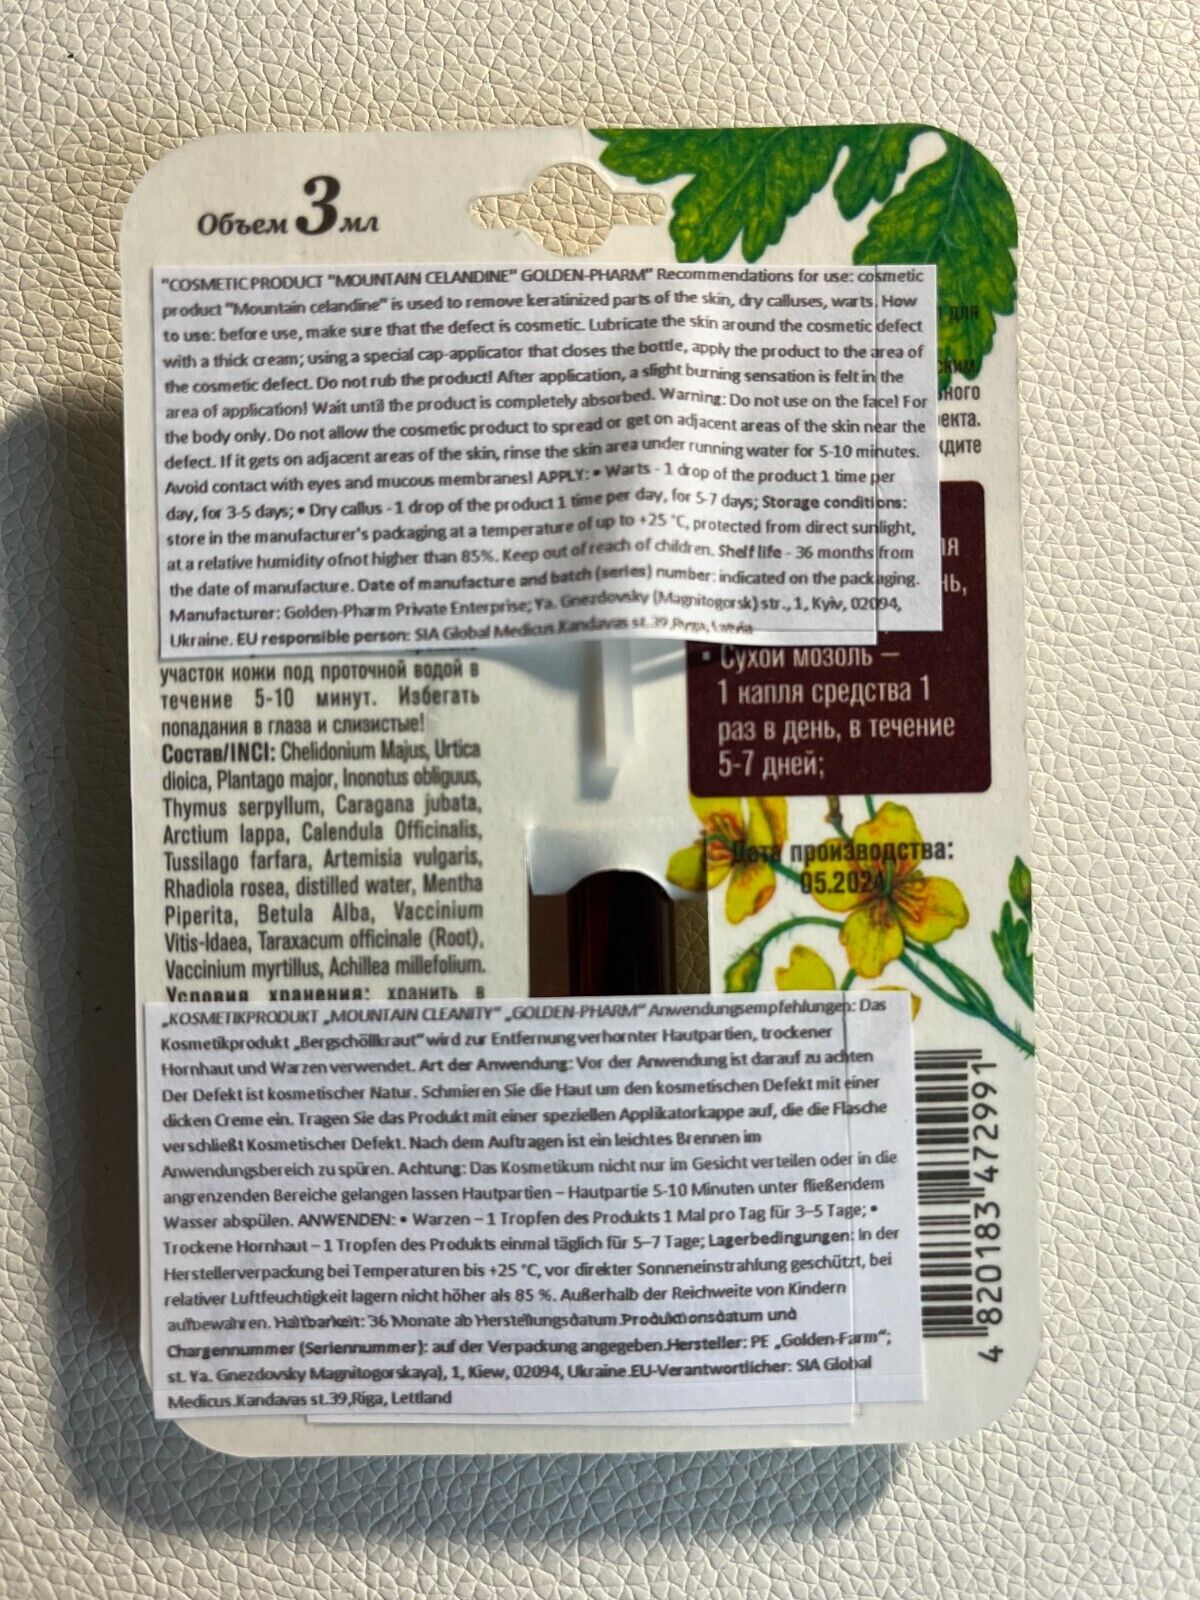 Объем 3 мл
"COSMETIC PRODUCT "MOUNTAIN CELANDINE" GOLDEN-PHARM" Recommendations for use: cosmetic
product "Mountain celandine" is used to remove keratinized parts of the skin, dry calluses, warts. How
to use: before use, make sure that the defect is cosmetic. Lubricate the skin around the cosmetic defect
with a thick cream; using a special cap-applicator that closes the bottle, apply the product to the area of
the cosmetic defect. Do not rub the product! After application, a slight burning sensation is felt in the
area of application! Wait until the product is completely absorbed. Warning: Do not use on the face! For
the body only. Do not allow the cosmetic product to spread or get on adjacent areas of the skin near the
defect. If it gets on adjacent areas of the skin, rinse the skin area under running water for 5-10 minutes.
Avoid contact with eyes and mucous membranes! APPLY: • Warts - 1 drop of the product 1 time per
day, for 3-5 days; • Dry callus - 1 drop of the product 1 time per day, for 5-7 days; Storage conditions:
store in the manufacturer's packaging at a temperature of up to +25 °C, protected from direct sunlight,
at a relative humidity ofnot higher than 85%. Keep out of reach of children. Shelf life - 36 months from
the date of manufacture. Date of manufacture and batch (series) number: indicated on the packaging.
Manufacturer: Golden-Pharm Private Enterprise; Ya. Gnezdovsky (Magnitogorsk) str., 1, Kyiv, 02094,
Ukraine. EU responsible person: SIA Global Medicus.Kandavas st.39,Ryga, Latvia
для
ждите
участок кожи под проточной водой в
течение 5-10 минут. Избегать
попадания в глаза и слизистые!
Состав/INCI: Chelidonium Majus, Urtica
dioica, Plantago major, Inonotus obliguus,
Thymus serpyllum, Caragana jubata,
Arctium lappa, Calendula Officinalis,
Tussilago farfara, Artemisia vulgaris,
Rhadiola rosea, distilled water, Mentha
Piperita, Betula Alba, Vaccinium
Vitis-Idaea, Taraxacum officinale (Root),
Vaccinium myrtillus, Achillea millefolium.
Условия хранения: хранить в
• Сухой мозоль —
1 капля средства 1
раз в день, в течение
5-7 дней;
Дата производства:
05.2024
„KOSMETIKPRODUKT „MOUNTAIN CLEANITY“ „GOLDEN-PHARM“ Anwendungsempfehlungen: Das
Kosmetikprodukt „Bergschöllkraut“ wird zur Entfernung verhornter Hautpartien, trockener
Hornhaut und Warzen verwendet. Art der Anwendung: Vor der Anwendung ist darauf zu achten
Der Defekt ist kosmetischer Natur. Schmieren Sie die Haut um den kosmetischen Defekt mit einer
dicken Creme ein. Tragen Sie das Produkt mit einer speziellen Applikatorkappe auf, die die Flasche
verschließt Kosmetischer Defekt. Nach dem Auftragen ist ein leichtes Brennen im
Anwendungsbereich zu spüren. Achtung: Das Kosmetikum nicht nur im Gesicht verteilen oder in die
angrenzenden Bereiche gelangen lassen Hautpartien – Hautpartie 5-10 Minuten unter fließendem
Wasser abspülen. ANWENDEN: • Warzen – 1 Tropfen des Produkts 1 Mal pro Tag für 3–5 Tage; •
Trockene Hornhaut – 1 Tropfen des Produkts einmal täglich für 5–7 Tage; Lagerbedingungen: In der
Herstellerverpackung bei Temperaturen bis +25 °C, vor direkter Sonneneinstrahlung geschützt, bei
relativer Luftfeuchtigkeit lagern nicht höher als 85 %. Außerhalb der Reichweite von Kindern
aufbewahren. Haltbarkeit: 36 Monate ab Herstellungsdatum.Produktionsdatum und
Chargennummer (Seriennummer): auf der Verpackung angegeben.Hersteller: PE „Golden-Farm“;
st. Ya. Gnezdovsky Magnitogorskaya), 1, Kiew, 02094, Ukraine.EU-Verantwortlicher: SIA Global
Medicus.Kandavas st.39,Riga, Lettland
4 820183 472991